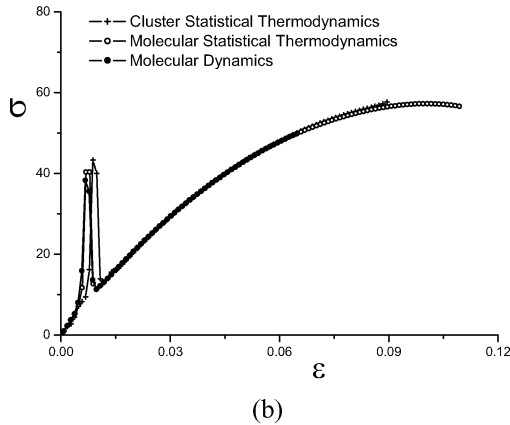 80
Cluster Statistical Thermodynamics
Molecular Statistical Thermodynamics
Molecular Dynamics
60
σ
40
20
0
0.00 0.03 0.06 0.09 0.12
ε
(b)